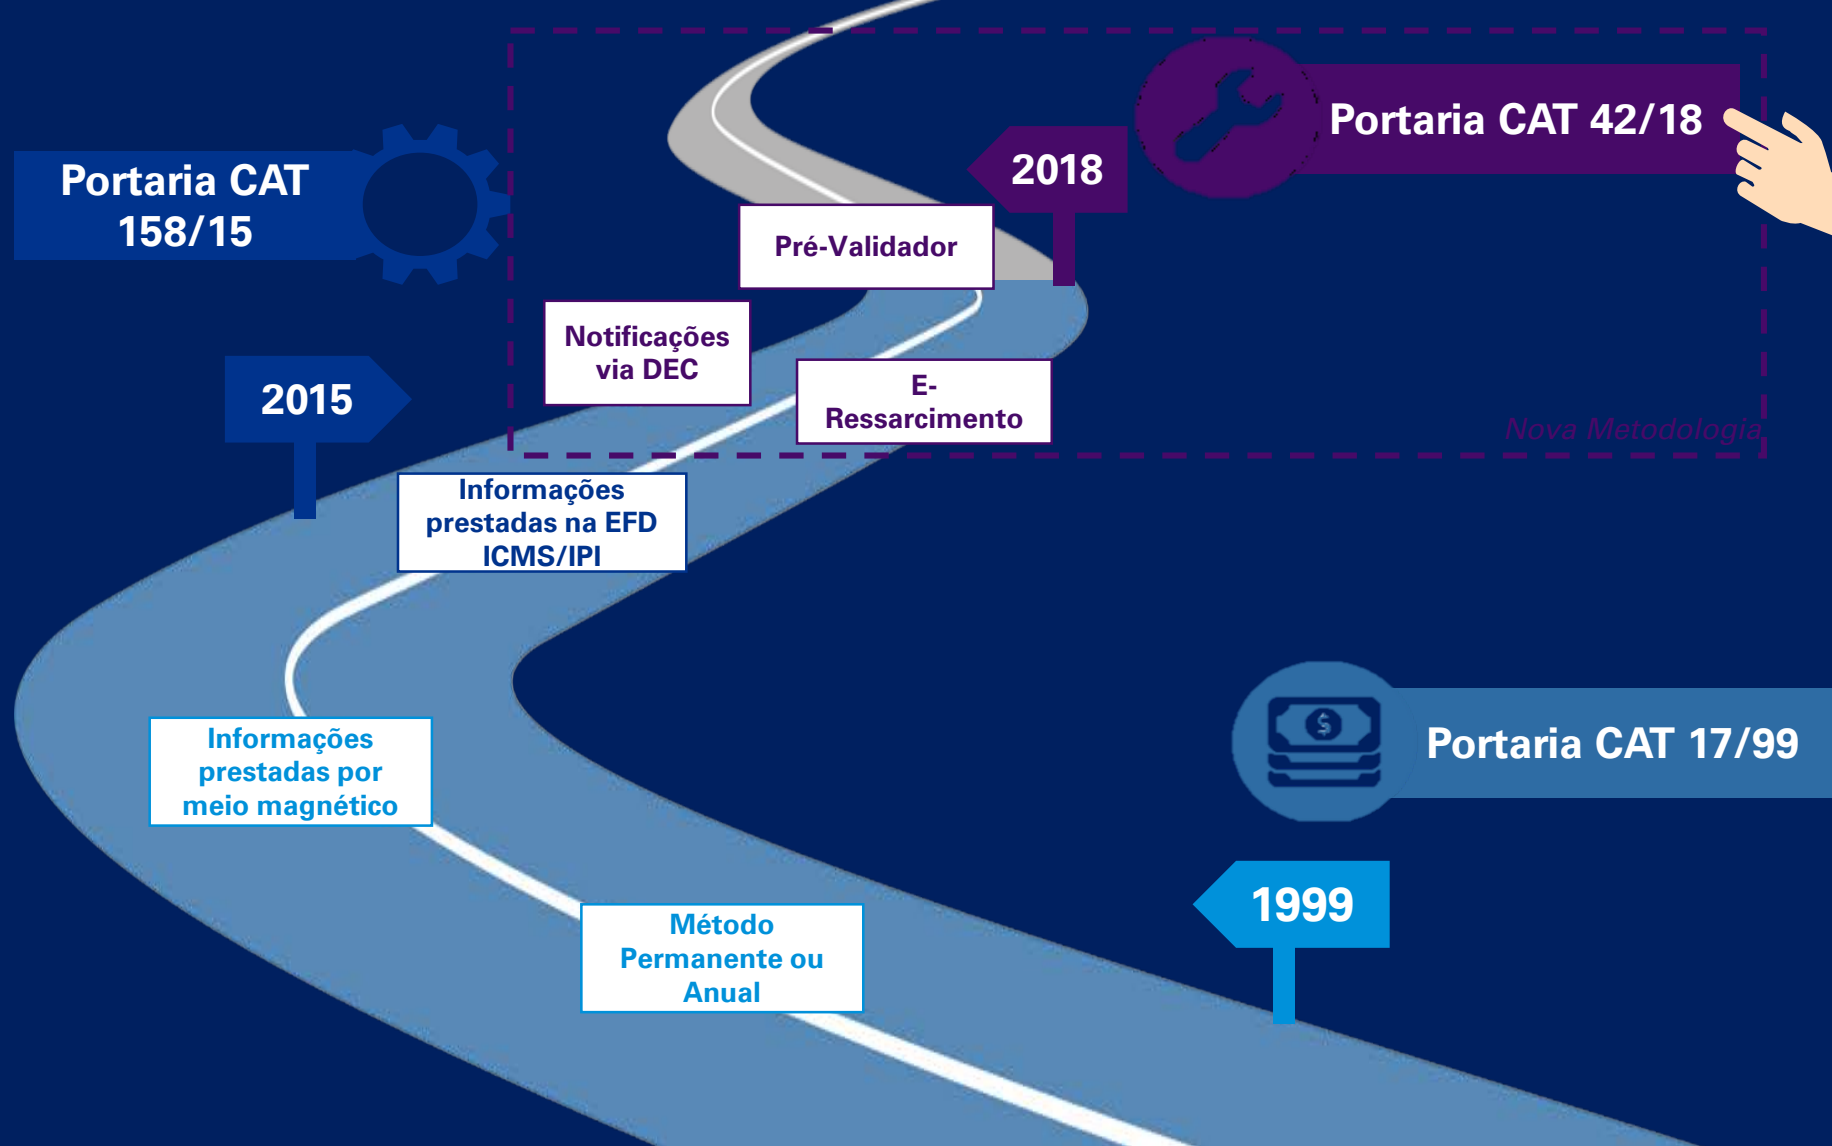 Portaria CAT 42/18
2018
Portaria CAT
158/15
Pré-Validador
Notificações
via DEC
E-
Ressarcimento
Nova Metodologia
2015
Informações
prestadas na EFD
ICMS/IPI
Portaria CAT 17/99
Informações
prestadas por
meio magnético
1999
Método
Permanente ou
Anual